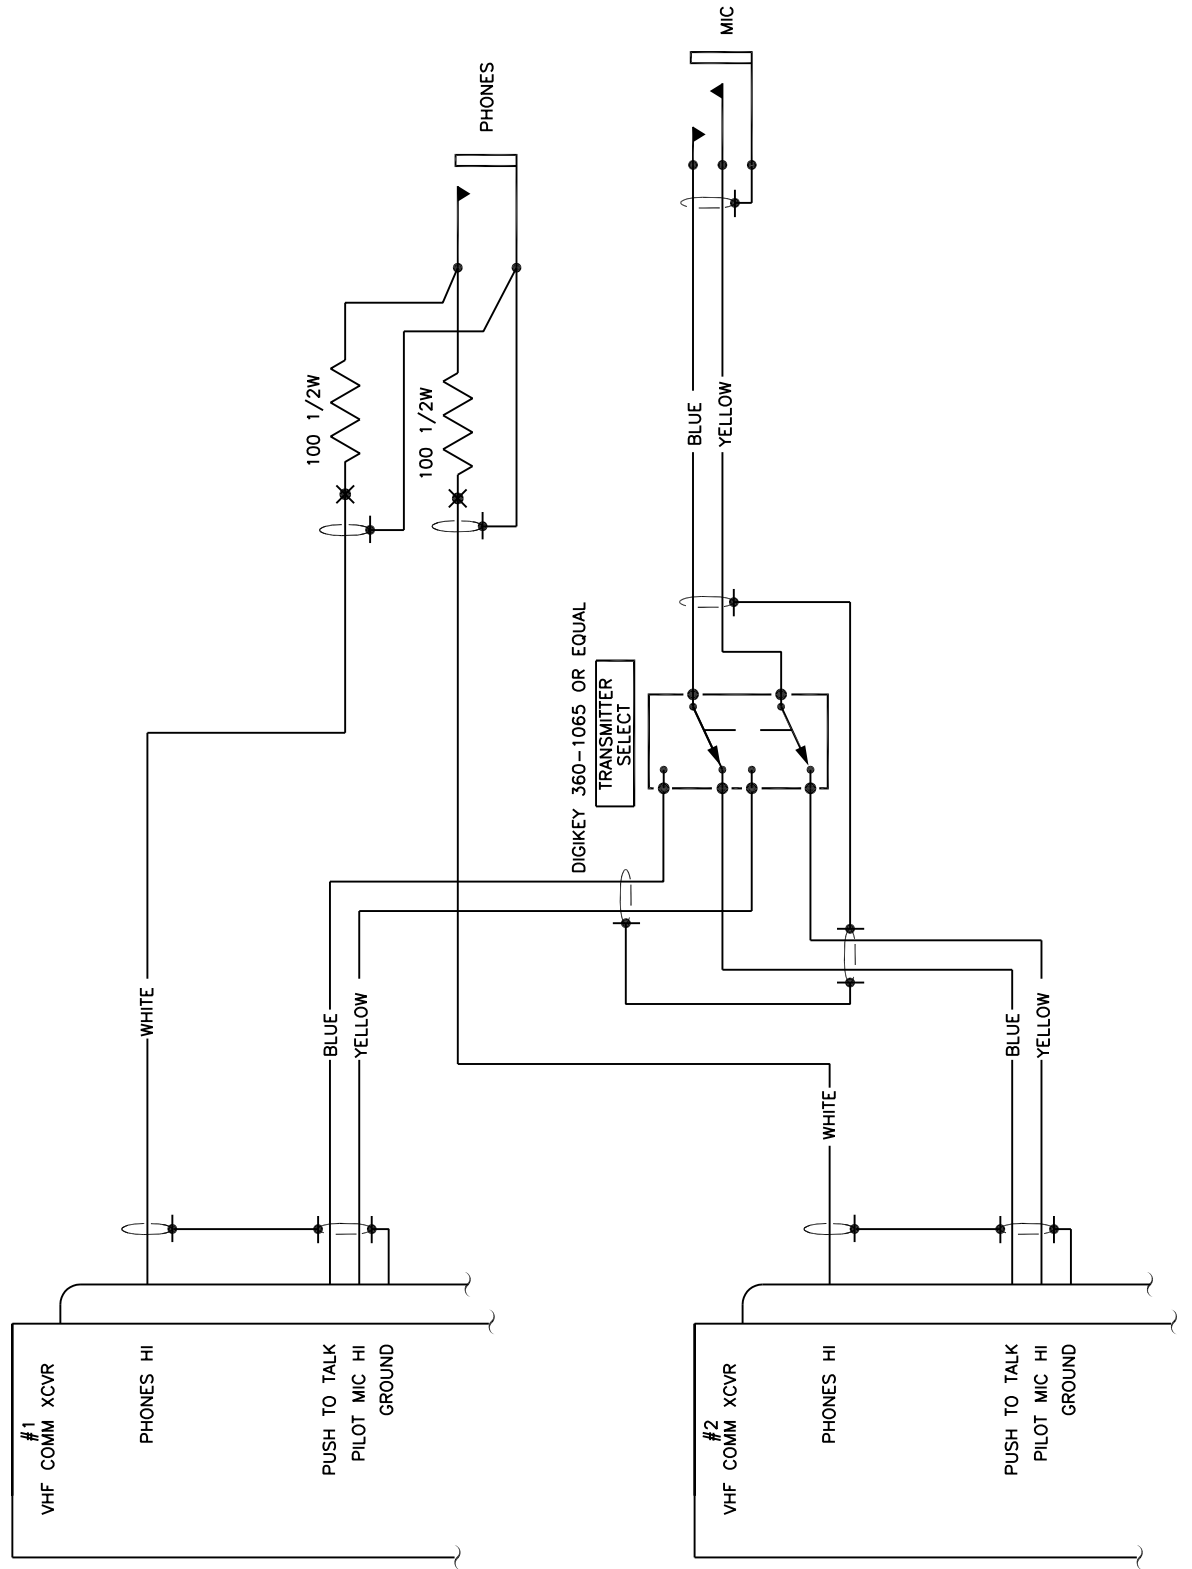 MIC
PHONES
100 1/2W
100 1/2W
BLUE
YELLOW
DIGIKEY 360-1065 OR EQUAL
TRANSMITTER
SELECT
WHITE
BLUE
YELLOW
WHITE
BLUE
YELLOW
#1
VHF COMM XCVR
PHONES HI
PUSH TO TALK
PILOT MIC HI
GROUND
#2
VHF COMM XCVR
PHONES HI
PUSH TO TALK
PILOT MIC HI
GROUND